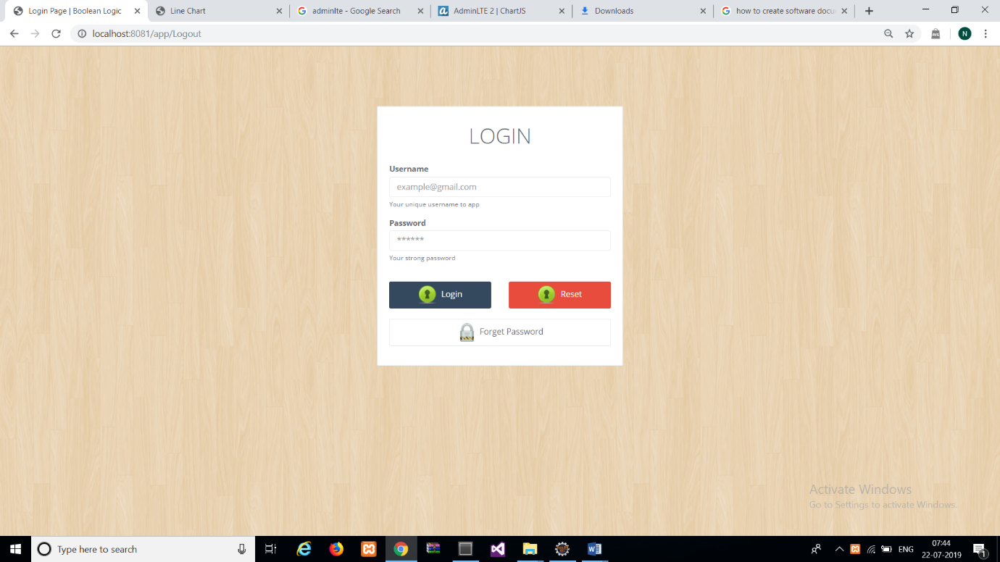 Login Page | Boolean Logic
Line Chart
adminlte - Google Search
AdminLTE 2 | ChartJS
Downloads
how to create software docu
localhost:8081/app/Logout
AVG
N
LOGIN
Username
example@gmail.com
Your unique username to app
Password
******
Your strong password
Login
Reset
Forget Password
Activate Windows
Go to Settings to activate Windows.
Type here to search
ENG
07:44
22-07-2019
1